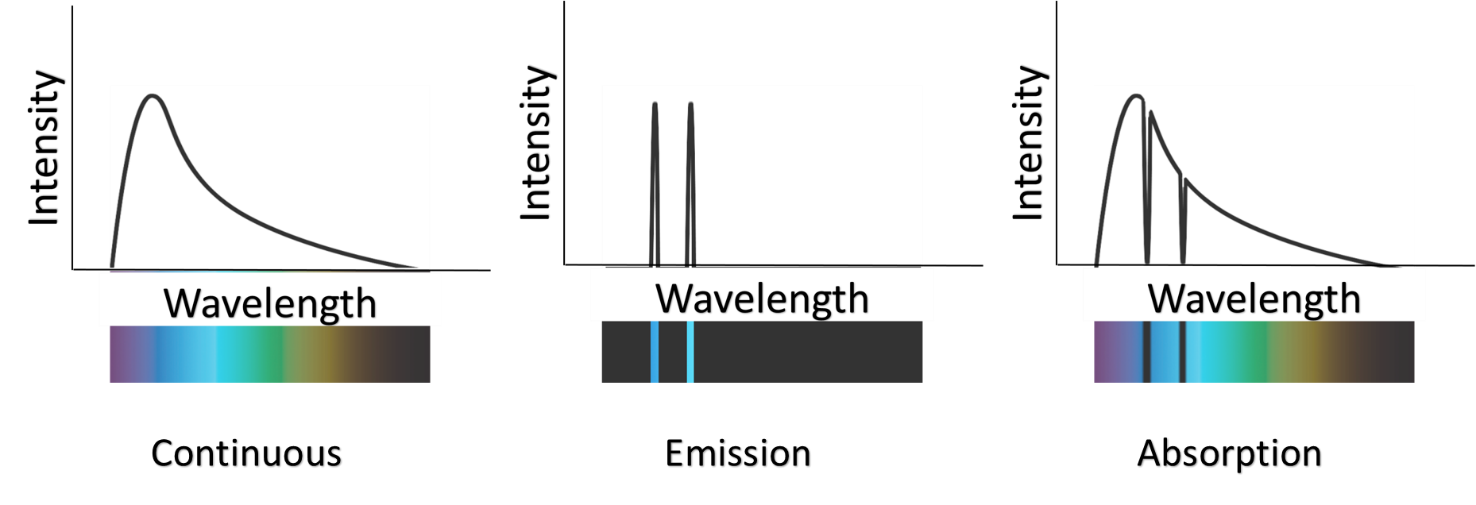 Intensity
Wavelength
Continuous
Intensity
Wavelength
Emission
Intensity
Wavelength
Absorption